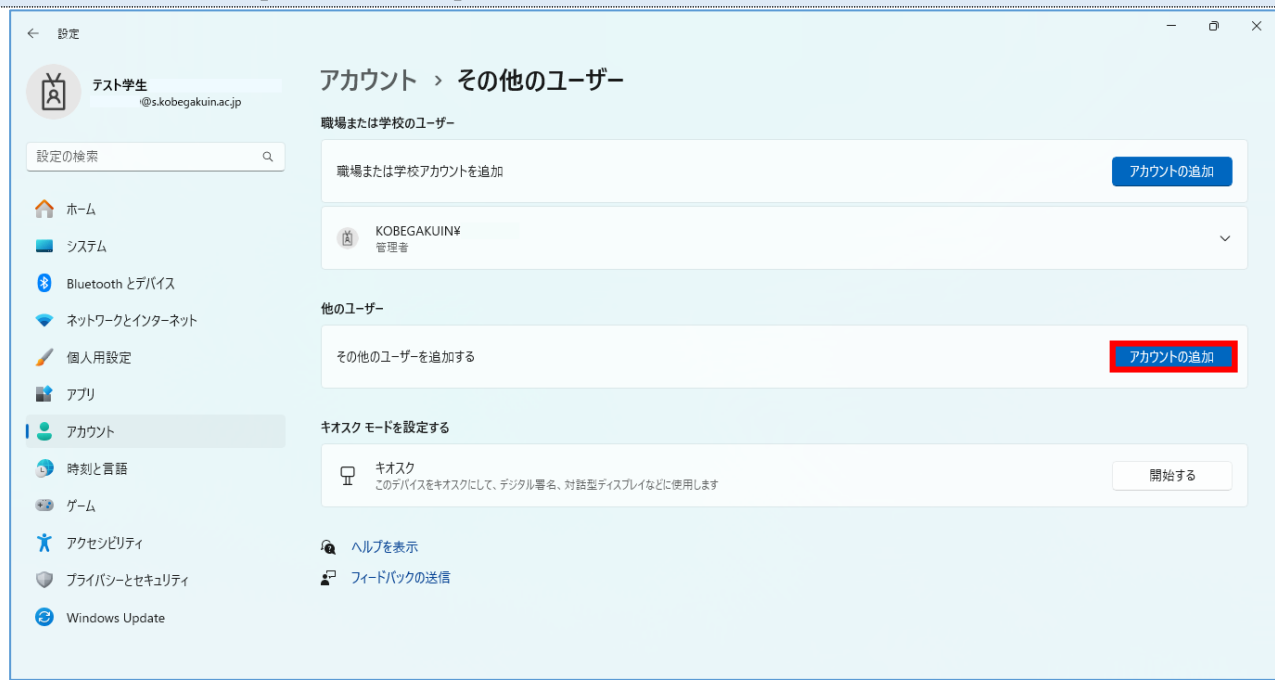 設定
テスト学生
@s.kobegakuin.ac.jp
設定の検索
ホーム
システム
Bluetooth とデバイス
ネットワークとインターネット
個人用設定
アプリ
アカウント
時刻と言語
ゲーム
アクセシビリティ
プライバシーとセキュリティ
Windows Update
アカウント › その他のユーザー
職場または学校のユーザー
職場または学校アカウントを追加
アカウントの追加
KOBEGAKUIN¥
管理者
他のユーザー
その他のユーザーを追加する
アカウントの追加
キオスク モードを設定する
キオスク
このデバイスをキオスクにして、デジタル署名、対話型ディスプレイなどに使用します
開始する
ヘルプを表示
フィードバックの送信